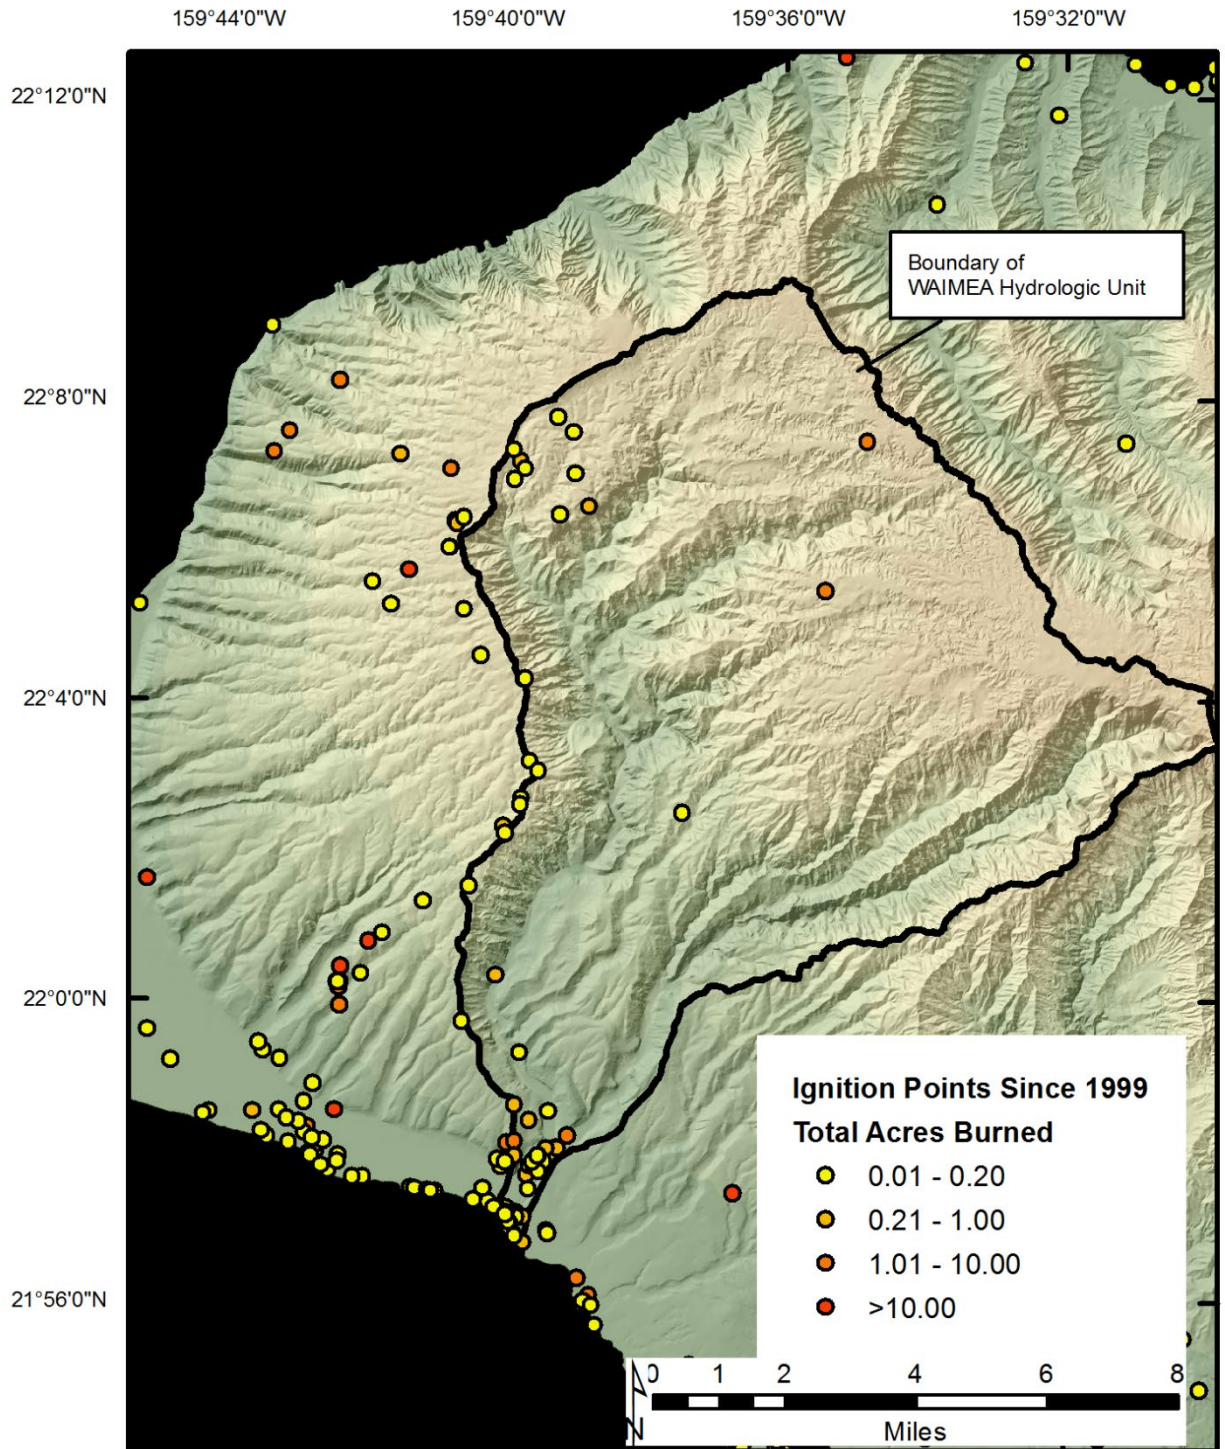 159°44'0"W 159°40'0"W 159°36'0"W 159°32'0"W
22°12'0"N
Boundary of
WAIMEA Hydrologic Unit
22°8'0"N
22°4'0"N
22°0'0"N
Ignition Points Since 1999
Total Acres Burned
0.01 - 0.20
0.21 - 1.00
1.01 - 10.00
>10.00
21°56'0"N
0 1 2 4 6 8
Miles
N